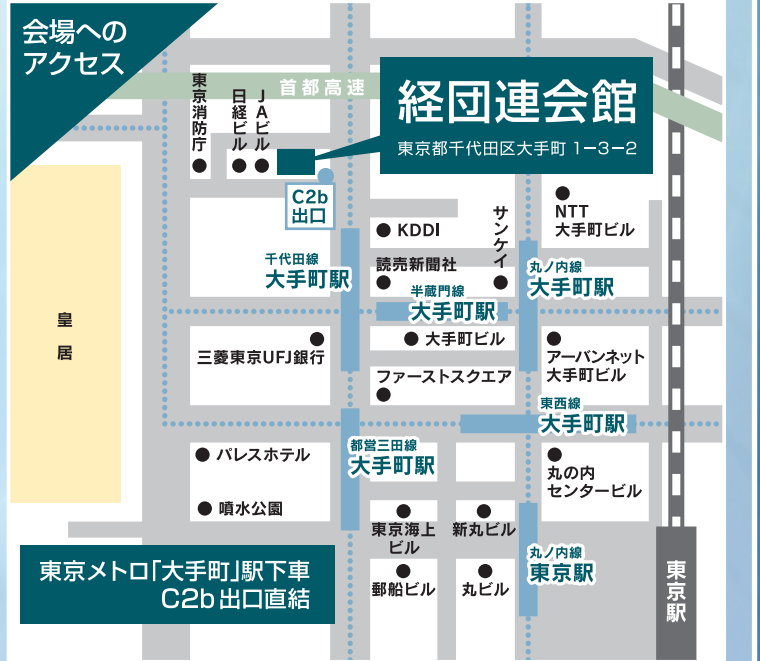 会場への
アクセス
首都高速
経団連会館
東京都千代田区大手町 1-3-2
東京消防庁
日経ビル
JAビル
C2b
出口
KDDI
サンケイ
NTT
大手町ビル
千代田線
大手町駅
読売新聞社
丸ノ内線
大手町駅
半蔵門線
大手町駅
皇居
三菱東京UFJ銀行
大手町ビル
アーバンネット
大手町ビル
ファーストスクエア
東西線
大手町駅
パレスホテル
都営三田線
大手町駅
丸の内
センタービル
噴水公園
東京海上
ビル
新丸ビル
丸ノ内線
東京駅
郵船ビル
丸ビル
東京駅
東京メトロ「大手町」駅下車
C2b出口直結